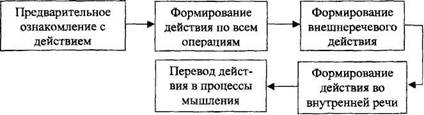 Предварительное
ознакомление с
действием
Формирование
действия по всем
операциям
Формирование
внешнеречевого
действия
Формирование
действия во
внутренней речи
Перевод дейст-
вия в процессы
мышления